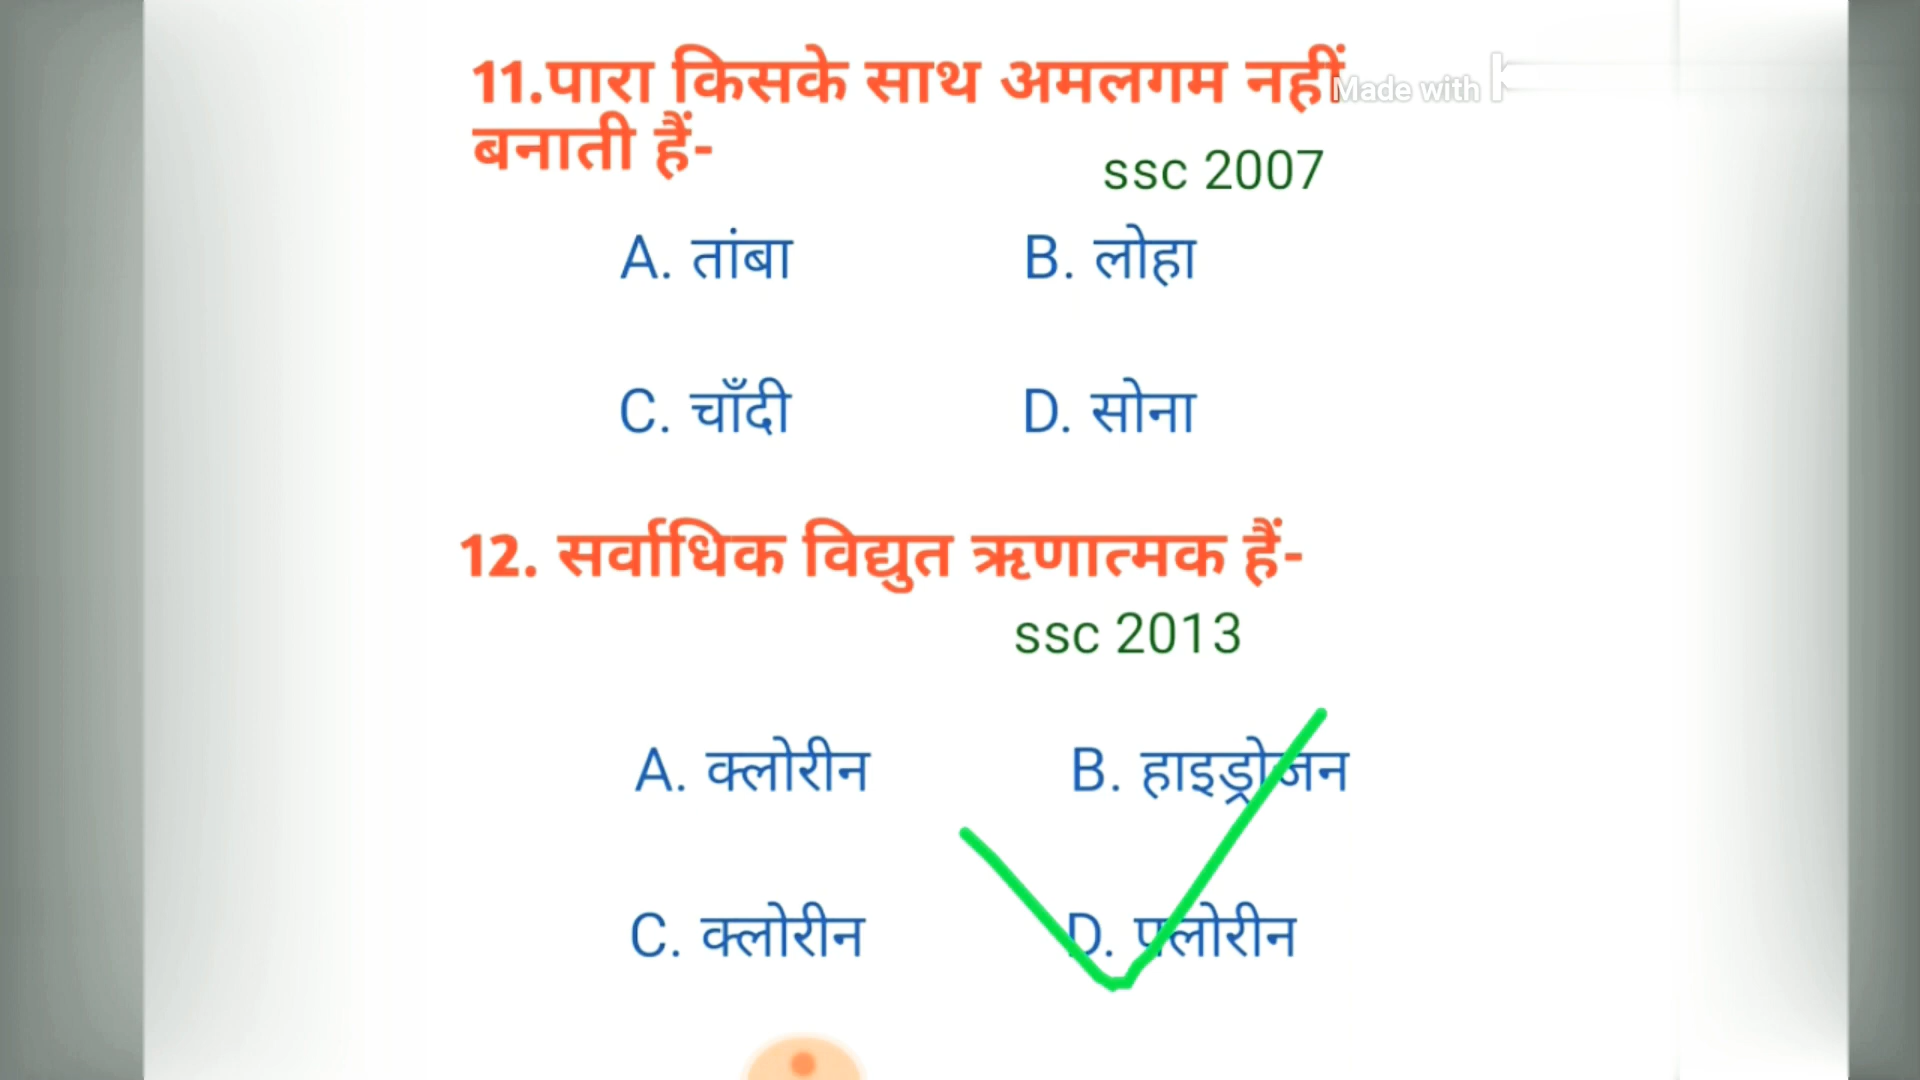 11.पारा किसके साथ अमलगम नहीं
Made with
बनाती हैं-
ssc 2007
A. तांबा B. लोहा
C. चाँदी D. सोना
12. सर्वाधिक विद्युत ऋणात्मक हैं-
ssc 2013
A. क्लोरीन B. हाइड्रोजन
C. क्लोरीन D. फ्लोरीन